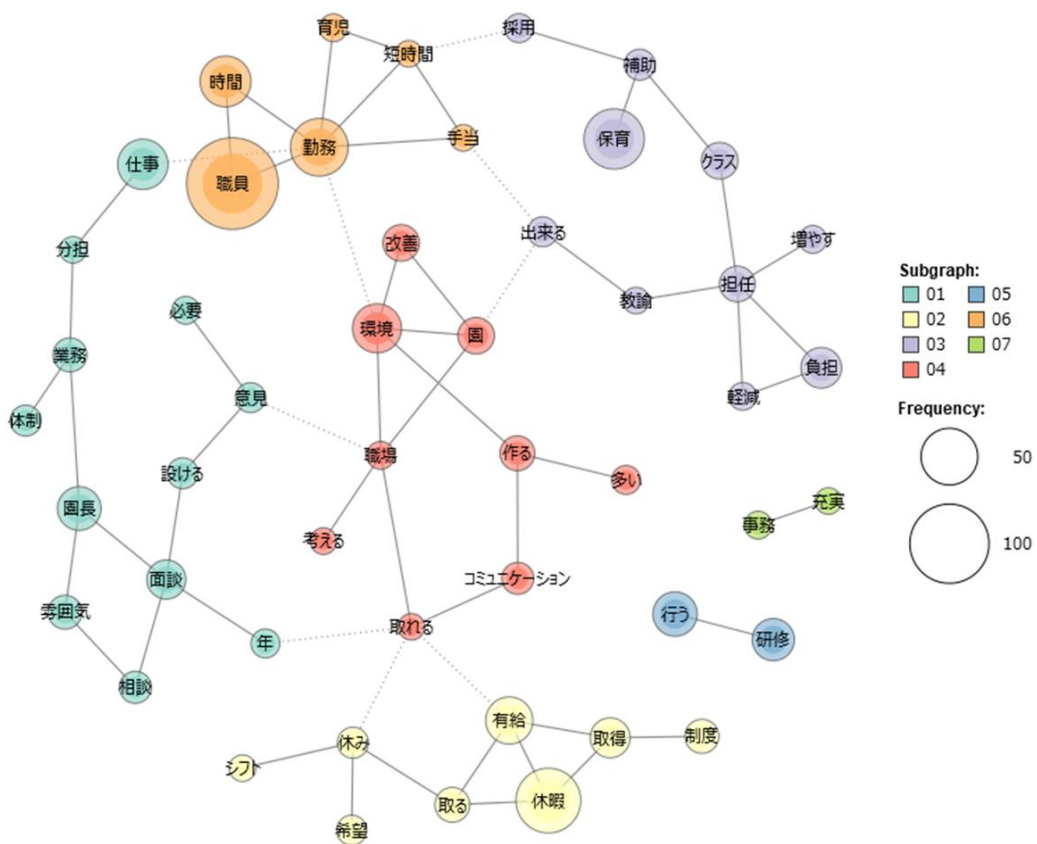 育児
採用
短時間
補助
時間
手当
保育
勤務
クラス
仕事
職員
出来る
増やす
改善
分担
担任
教諭
必要
環境
園
業務
負担
意見
軽減
体制
職場
作る
設ける
多い
園長
充実
事務
考える
面談
コミュニケーション
雰囲気
行う
取れる
研修
年
相談
有給
休み
取得
制度
シフト
取る
休暇
希望
Subgraph:
01 05
02 06
03 07
04
Frequency:
50
100